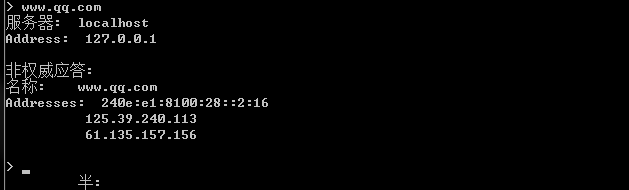 > www.qq.com
服务器:  localhost
Address:  127.0.0.1
非权威应答:
名称:    www.qq.com
Addresses:  240e:e1:8100:28::2:16
125.39.240.113
61.135.157.156
> _
半: